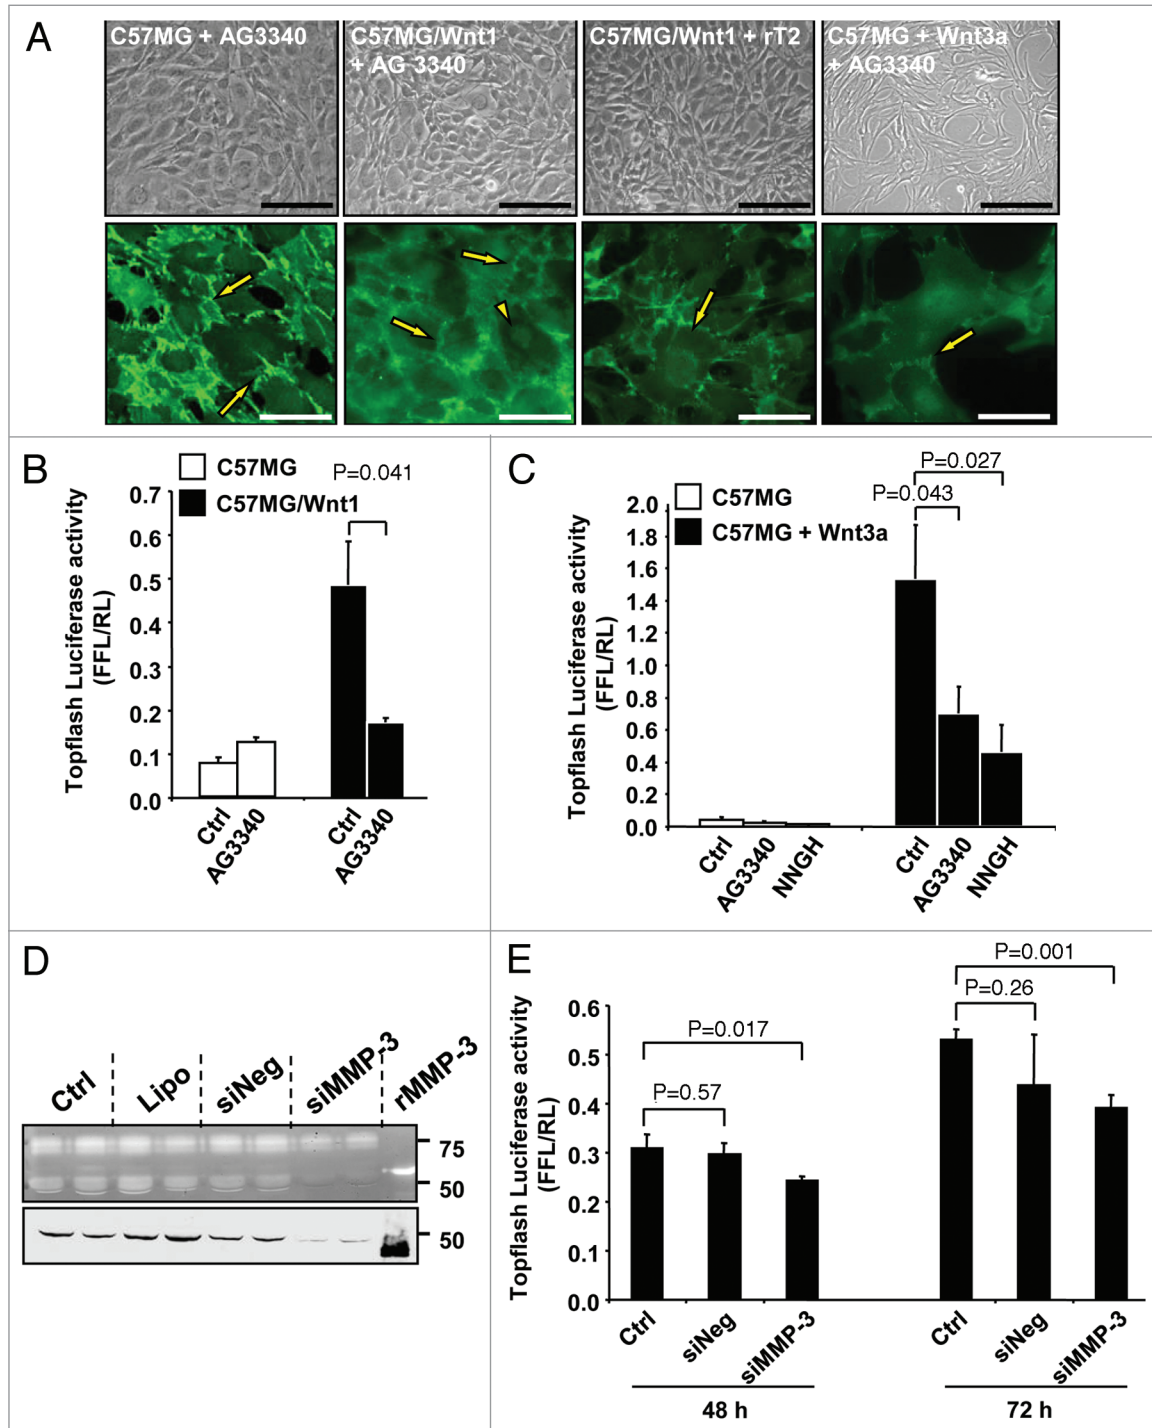 A
C57MG + AG3340
C57MG/Wnt1
+ AG 3340
C57MG/Wnt1 + rT2
C57MG + Wnt3a
+ AG3340
B
C57MG
C57MG/Wnt1
P=0.041
Topflash Luciferase activity
(FFL/RL)
0.7
0.6
0.5
0.4
0.3
0.2
0.1
0.0
Ctrl
AG3340
Ctrl
AG3340
C
C57MG
C57MG + Wnt3a
P=0.027
P=0.043
Topflash Luciferase activity
(FFL/RL)
2.0
1.8
1.6
1.4
1.2
1.0
0.8
0.6
0.4
0.2
0.0
Ctrl
AG3340
NNGH
Ctrl
AG3340
NNGH
D
Ctrl
Lipo
siNeg
siMMP-3
rMMP-3
75
50
50
E
P=0.001
P=0.26
P=0.017
P=0.57
Topflash Luciferase activity
(FFL/RL)
0.6
0.5
0.4
0.3
0.2
0.1
0.0
Ctrl
siNeg
siMMP-3
Ctrl
siNeg
siMMP-3
48 h
72 h